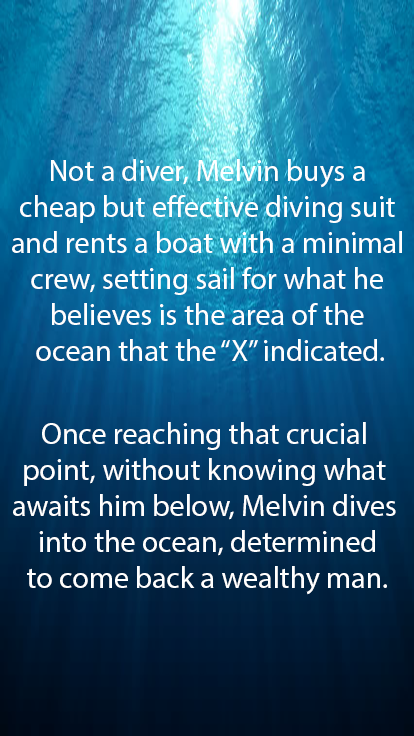 Not a diver, Melvin buys a
cheap but effective diving suit
and rents a boat with a minimal
crew, setting sail for what he
believes is the area of the
ocean that the “X” indicated.
Once reaching that crucial
point, without knowing what
awaits him below, Melvin dives
into the ocean, determined
to come back a wealthy man.